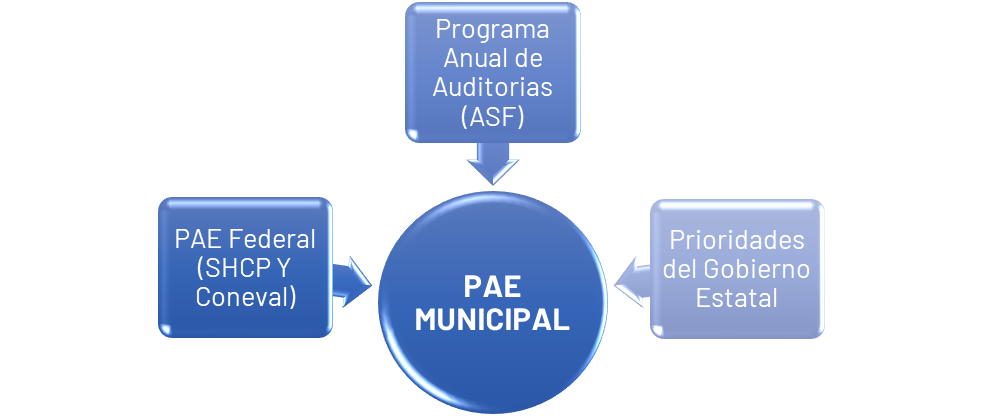 Programa
Anual de
Auditorias
(ASF)
PAE Federal
(SHCP Y
Coneval)
PAE
MUNICIPAL
Prioridades
del Gobierno
Estatal